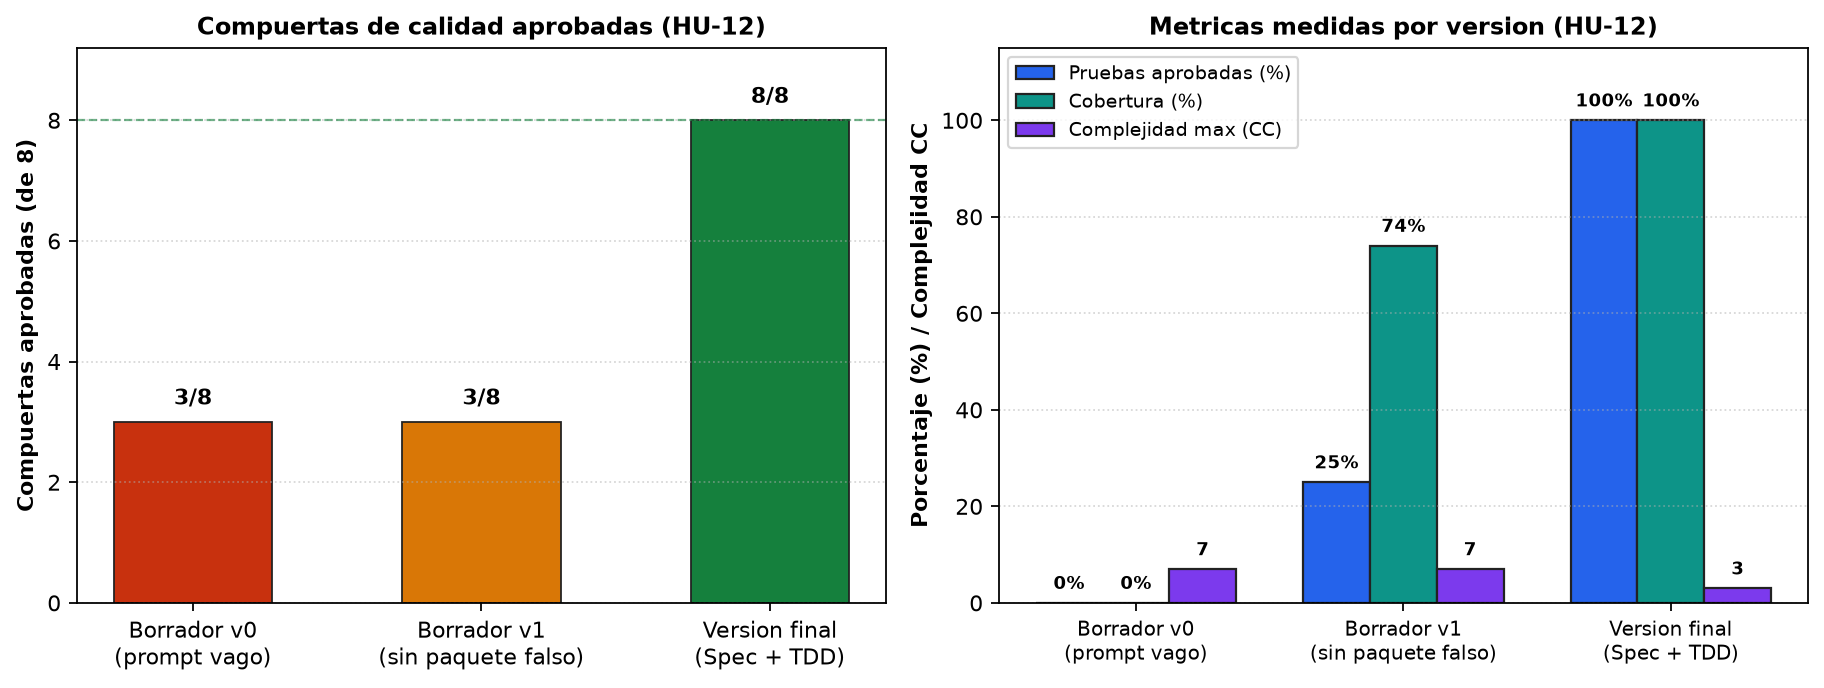 Compuertas de calidad aprobadas (HU-12)
Compuertas aprobadas (de 8)
8
6
4
2
0
3/8
3/8
8/8
Borrador v0
(prompt vago)
Borrador v1
(sin paquete falso)
Version final
(Spec + TDD)
Metricas medidas por version (HU-12)
Porcentaje (%) / Complejidad CC
Pruebas aprobadas (%)
Cobertura (%)
Complejidad max (CC)
100
80
60
40
20
0
0%
0%
7
25%
74%
7
100%
100%
3
Borrador v0
(prompt vago)
Borrador v1
(sin paquete falso)
Version final
(Spec + TDD)